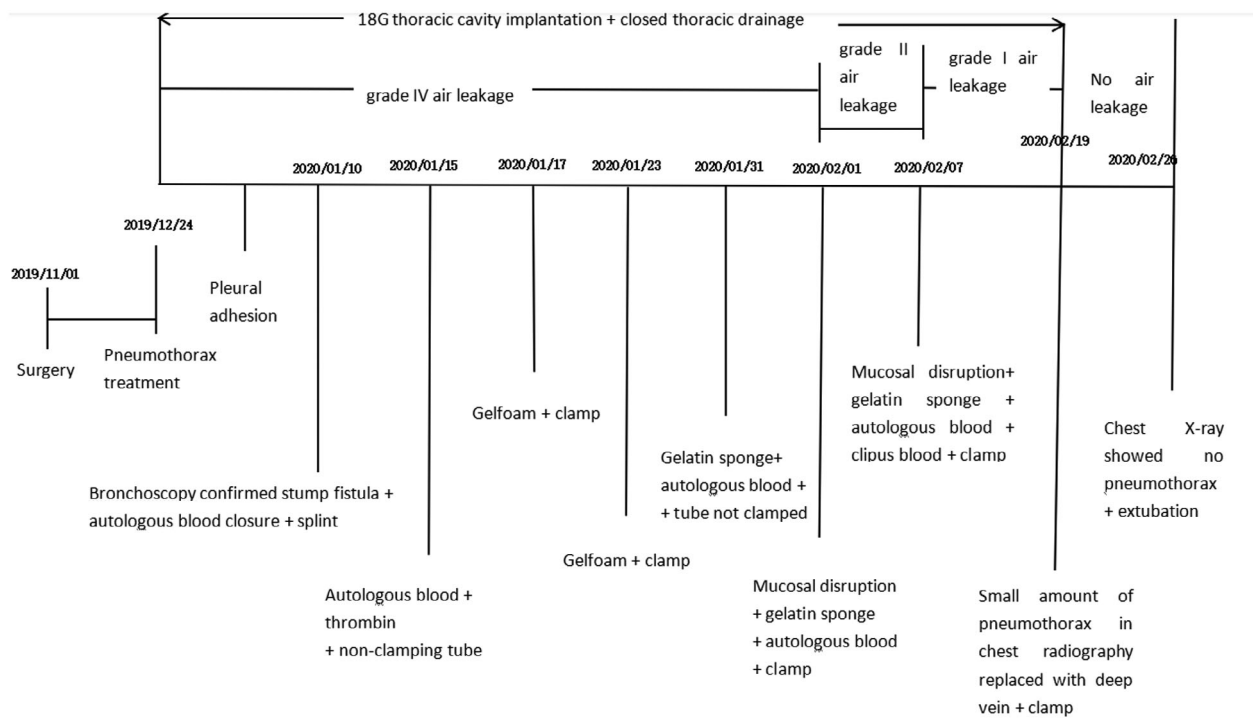 18G thoracic cavity implantation + closed thoracic drainage
grade II
air
leakage
grade I air
leakage
No air
leakage
grade IV air leakage
2020/01/10
2020/01/15
2020/01/17
2020/01/23
2020/01/31
2020/02/01
2020/02/07
2020/02/19
2020/02/26
2019/12/24
2019/11/01
Surgery
Pneumothorax
treatment
Pleural
adhesion
Bronchoscopy confirmed stump fistula +
autologous blood closure + splint
Autologous blood +
thrombin
+ non-clamping tube
Gelfoam + clamp
Gelfoam + clamp
Gelatin sponge+
autologous blood +
+ tube not clamped
Mucosal disruption
+ gelatin sponge
+ autologous blood
+ clamp
Mucosal disruption+
gelatin sponge +
autologous blood +
clipus blood + clamp
Small amount of
pneumothorax in
chest radiography
replaced with deep
vein + clamp
Chest X-ray
showed no
pneumothorax
+ extubation